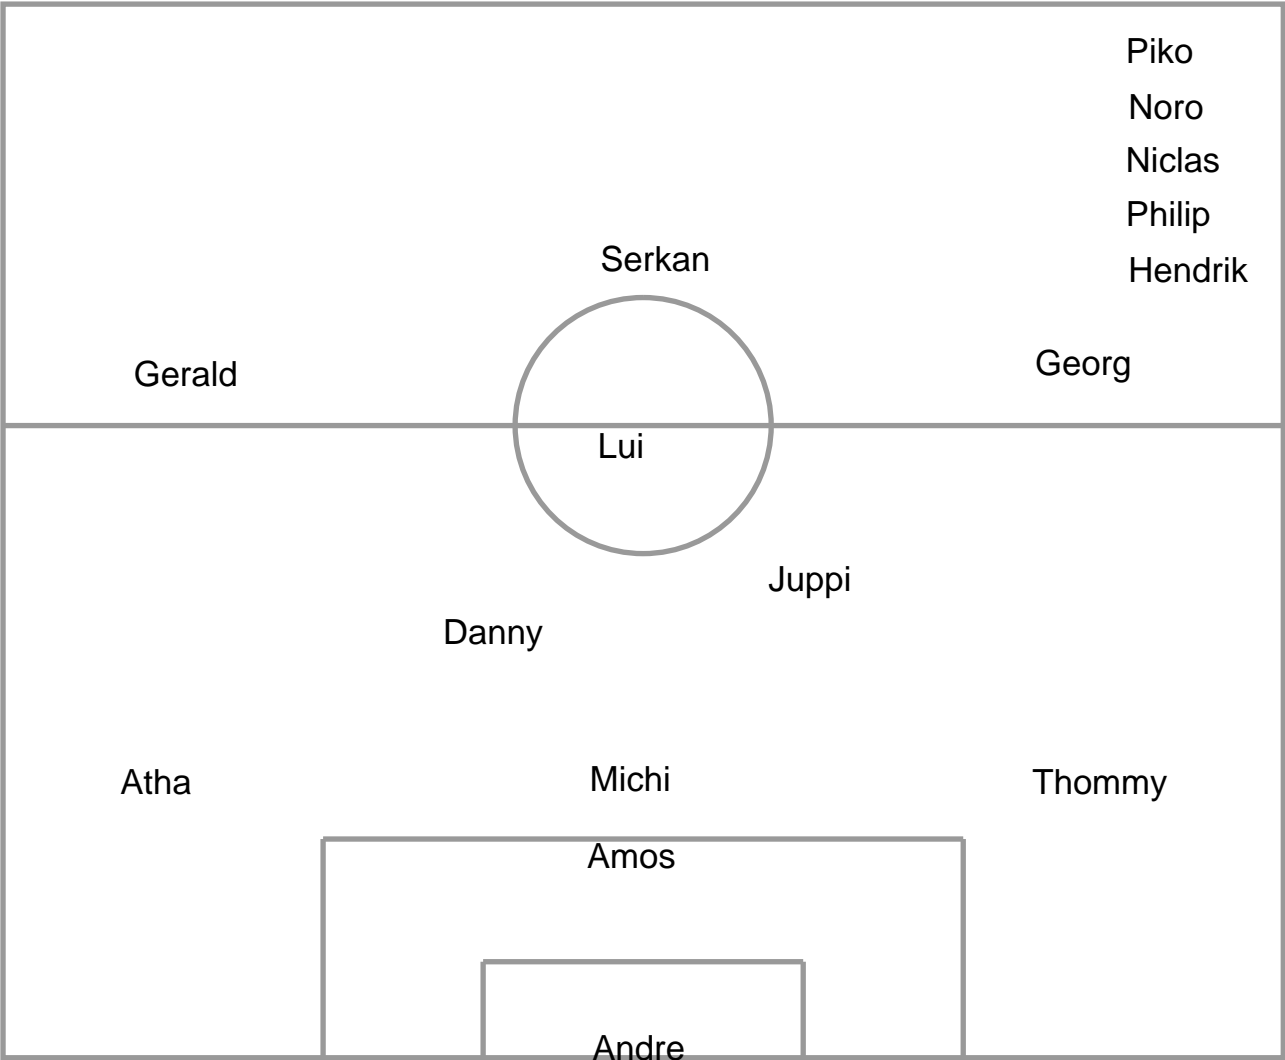 Piko
Noro
Niclas
Philip
Serkan
Hendrik
Georg
Gerald
Lui
Juppi
Danny
Michi
Atha
Thommy
Amos
Andre